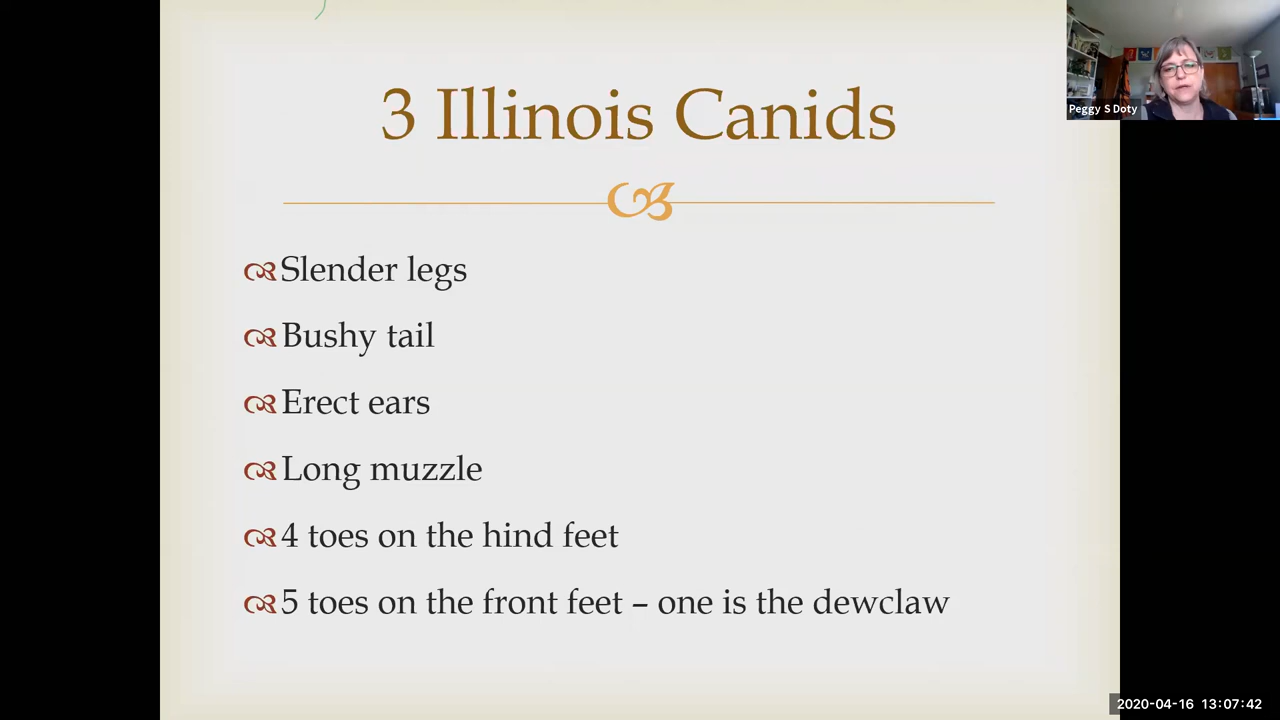 3 Illinois Canids
Slender legs
Bushy tail
Erect ears
Long muzzle
4 toes on the hind feet
5 toes on the front feet – one is the dewclaw
Peggy S Doty
2020-04-16 13:07:42